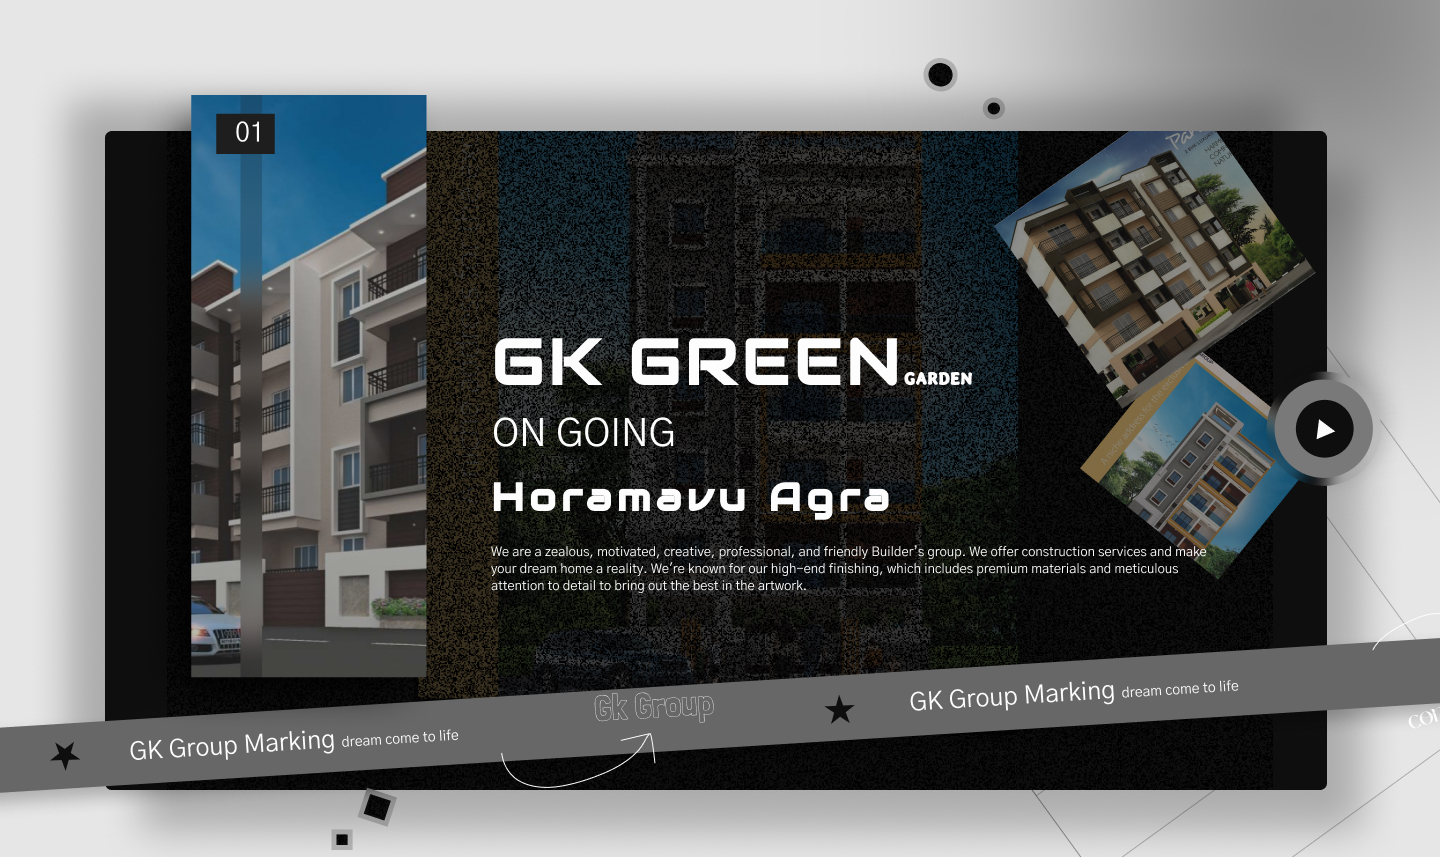 01
GK GREEN GARDEN
ON GOING
Horamavu Agra
We are a zealous, motivated, creative, professional, and friendly Builder's group. We offer construction services and make
your dream home a reality. We're known for our high-end finishing, which includes premium materials and meticulous
attention to detail to bring out the best in the artwork.
Gk Group
GK Group Marking dream come to life
GK Group Marking dream come to life